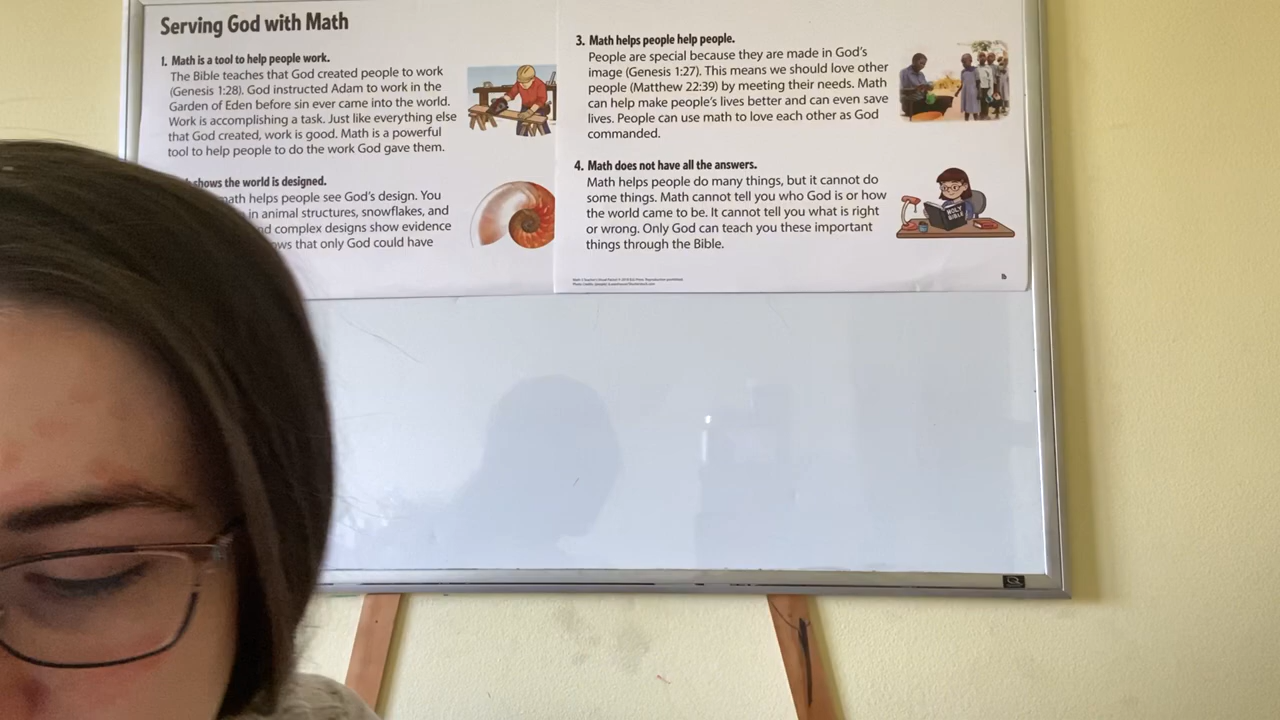 Serving God with Math
1. Math is a tool to help people work.
The Bible teaches that God created people to work
(Genesis 1:28). God instructed Adam to work in the
Garden of Eden before sin ever came into the world.
Work is accomplishing a task. Just like everything else
that God created, work is good. Math is a powerful
tool to help people to do the work God gave them.
shows the world is designed.
math helps people see God's design. You
in animal structures, snowflakes, and
complex designs show evidence
that only God could have
3. Math helps people help people.
People are special because they are made in God's
image (Genesis 1:27). This means we should love other
people (Matthew 22:39) by meeting their needs. Math
can help make people's lives better and can even save
lives. People can use math to love each other as God
commanded.
4. Math does not have all the answers.
Math helps people do many things, but it cannot do
some things. Math cannot tell you who God is or how
the world came to be. It cannot tell you what is right
or wrong. Only God can teach you these important
things through the Bible.
HOLY
BIBLE